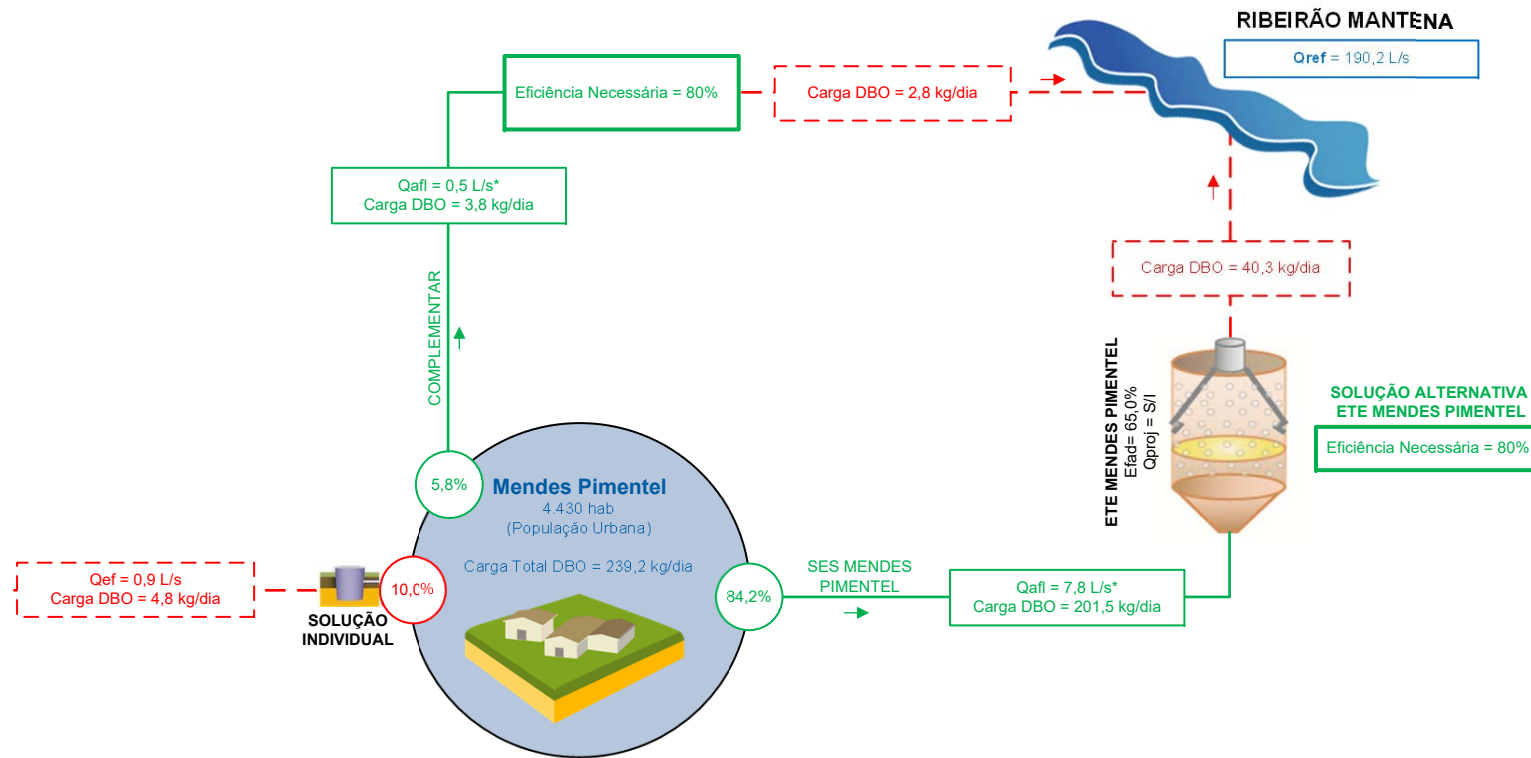 RIBEIRÃO MANTENA
Qref = 190,2 L/s
Eficiência Necessária = 80%
Carga DBO = 2,8 kg/dia
Qafl = 0,5 L/s*
Carga DBO = 3,8 kg/dia
COMPLEMENTAR
Carga DBO = 40,3 kg/dia
ETE MENDES PIMENTEL
Efad= 65,0%
Qproj = S/I
SOLUÇÃO ALTERNATIVA
ETE MENDES PIMENTEL
Eficiência Necessária = 80%
5,8%
Mendes Pimentel
4.430 hab
(População Urbana)
Carga Total DBO = 239,2 kg/dia
Qef = 0,9 L/s
Carga DBO = 4,8 kg/dia
SOLUÇÃO
INDIVIDUAL
10,0%
84,2%
SES MENDES
PIMENTEL
Qafl = 7,8 L/s*
Carga DBO = 201,5 kg/dia